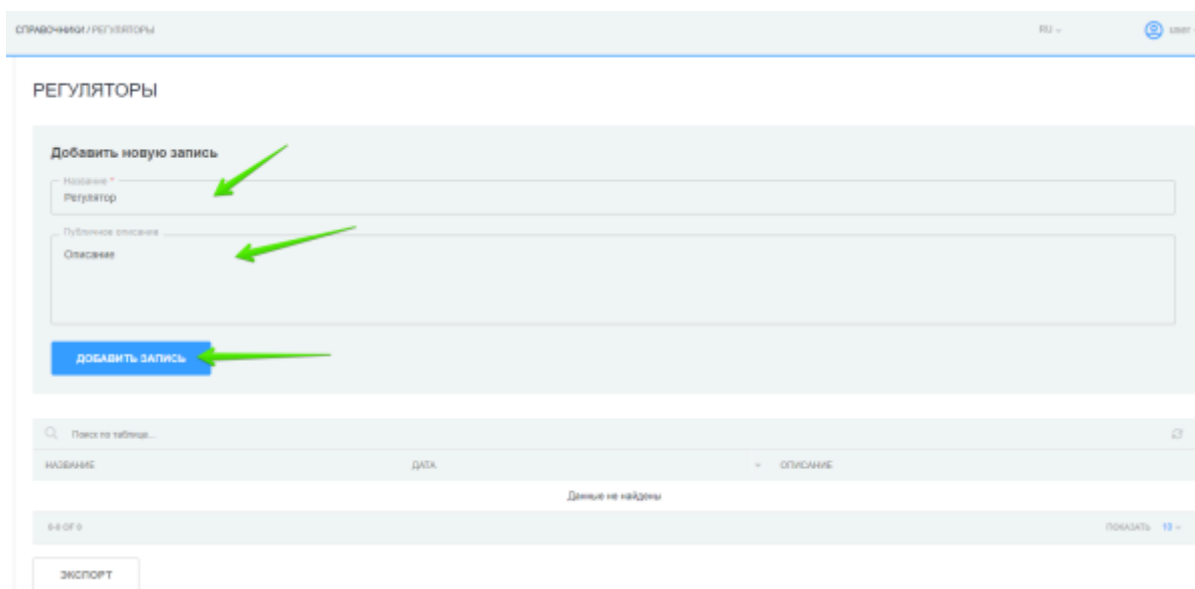 СПРАВОЧНИКИ / РЕГУЛЯТОРЫ
RU
user
РЕГУЛЯТОРЫ
Добавить новую запись
Название *
Регулятор
Публичное описание
Описание
ДОБАВИТЬ ЗАПИСЬ
Поиск по таблице...
НАЗВАНИЕ ДАТА ОПИСАНИЕ
Данные не найдены
0-0 OF 0 ПОКАЗАТЬ 10
ЭКСПОРТ